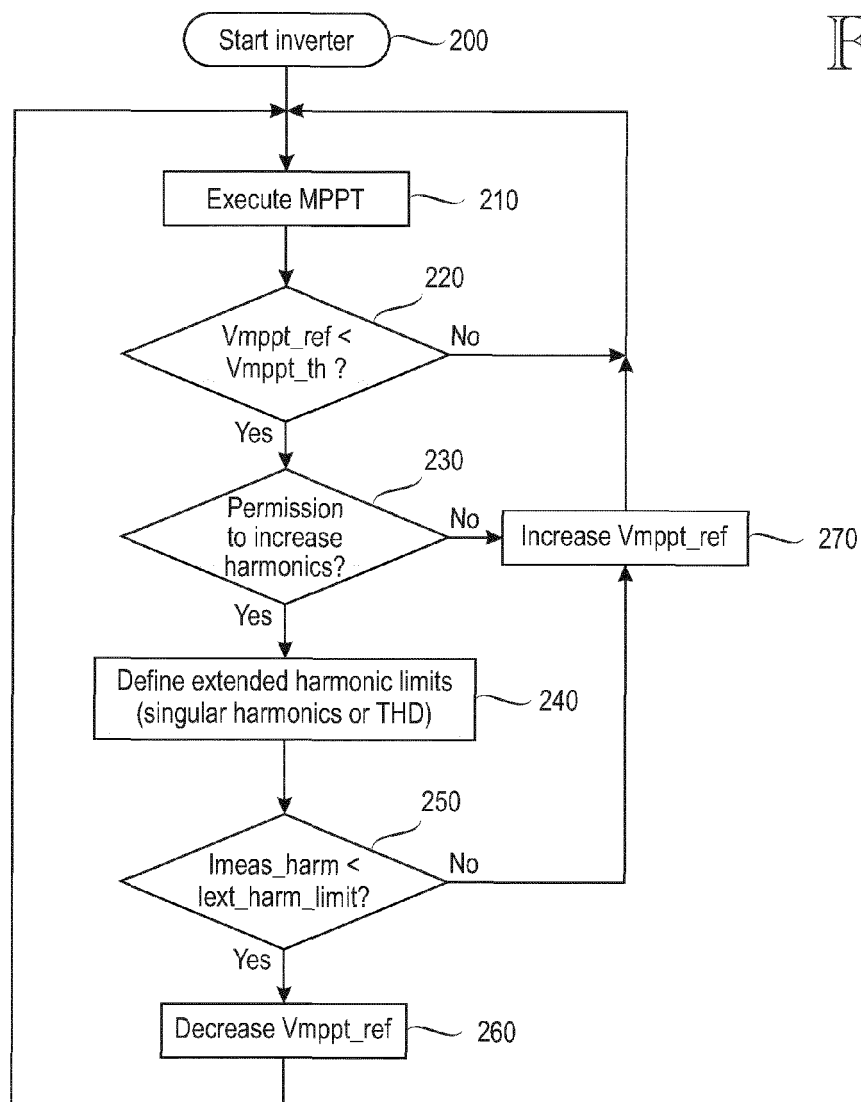 Start inverter
200
F
Execute MPPT
210
220
Vmppt_ref <
Vmppt_th ?
No
Yes
230
Permission
to increase
harmonics?
No
Increase Vmppt_ref
270
Yes
Define extended harmonic limits
(singular harmonics or THD)
240
250
Imeas_harm <
Iext_harm_limit?
No
Yes
Decrease Vmppt_ref
260